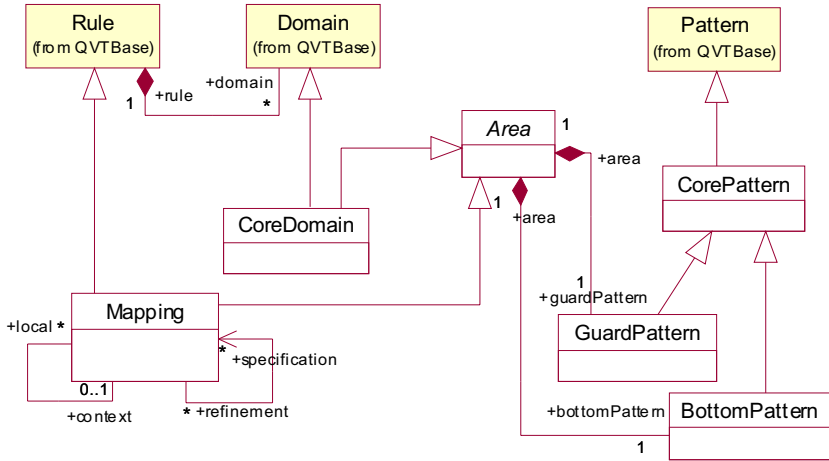 Rule
(from QVTBase)
Domain
(from QVTBase)
Pattern
(from QVTBase)
+domain
1
+rule
*
Area
1
+area
CorePattern
1
+area
CoreDomain
1
+guardPattern
Mapping
+local *
GuardPattern
*
+specification
0..1
+context
* +refinement
+bottomPattern
BottomPattern
1